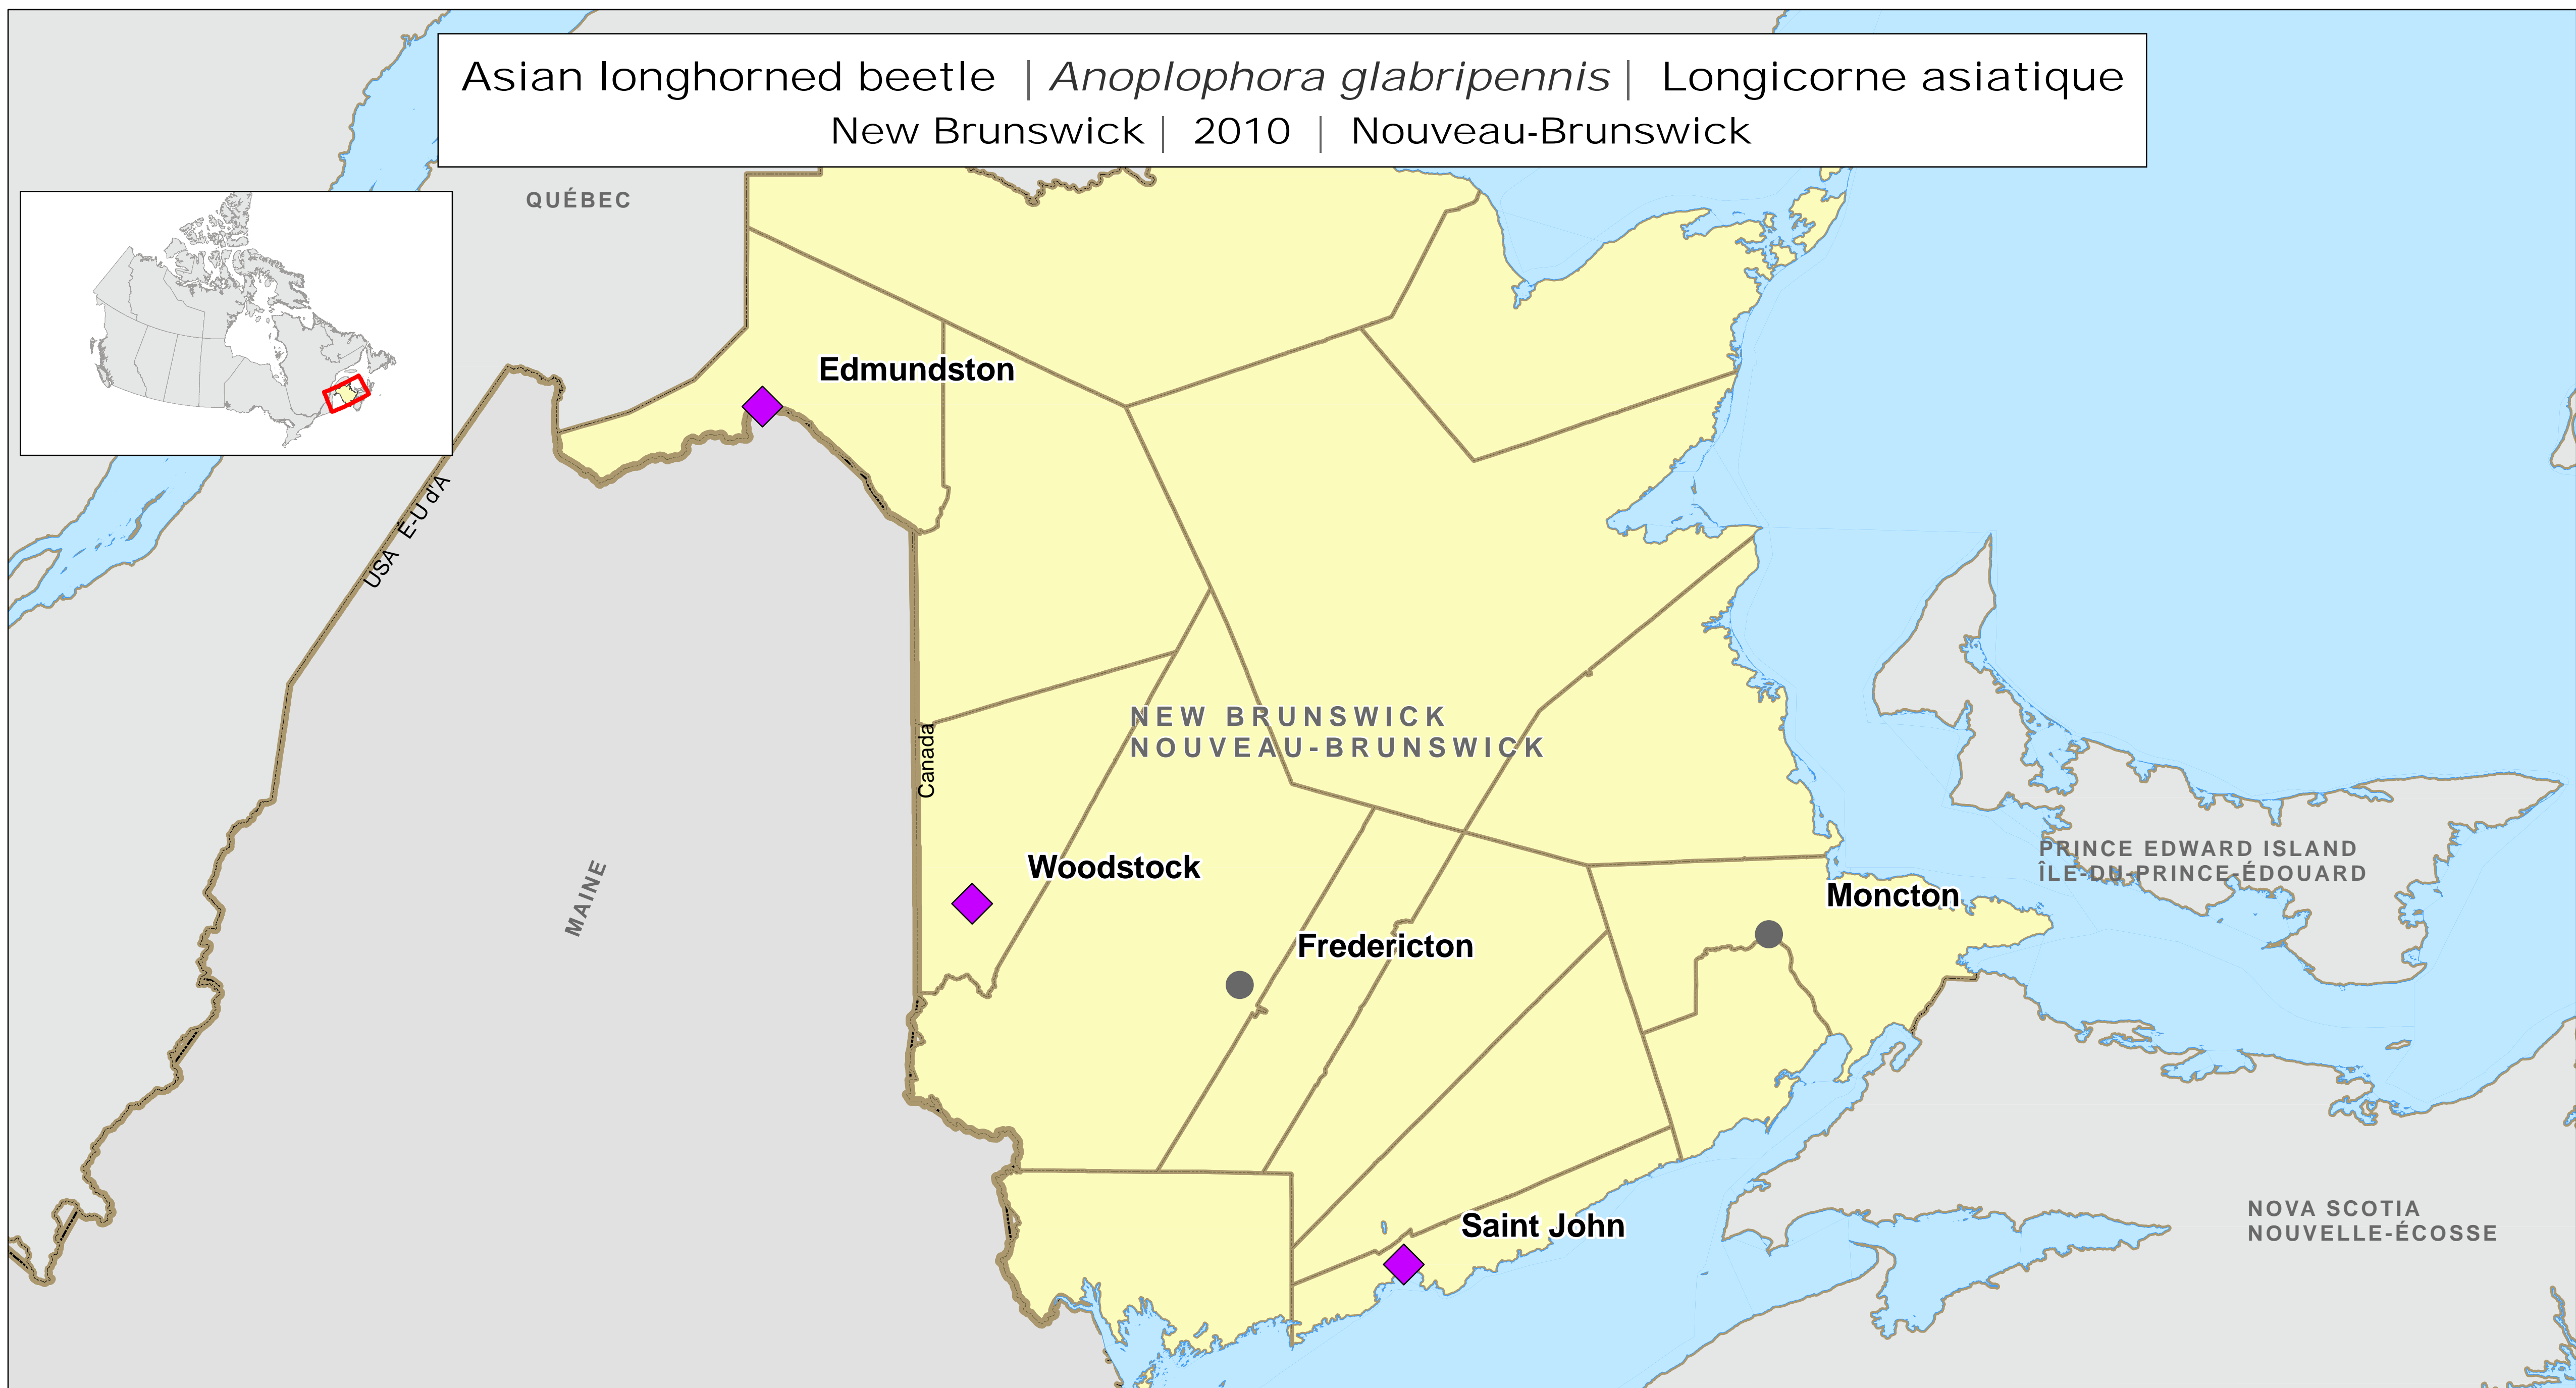 Asian longhorned beetle | Anoplophora glabripennis | Longicorne asiatique
New Brunswick | 2010 | Nouveau-Brunswick
QUÉBEC
Edmundston
USA É-U d'A
NEW BRUNSWICK
NOUVEAU-BRUNSWICK
Canada
PRINCE EDWARD ISLAND
ÎLE-DU-PRINCE-ÉDOUARD
MAINE
Woodstock
Moncton
Fredericton
Saint John
NOVA SCOTIA
NOUVELLE-ÉCOSSE